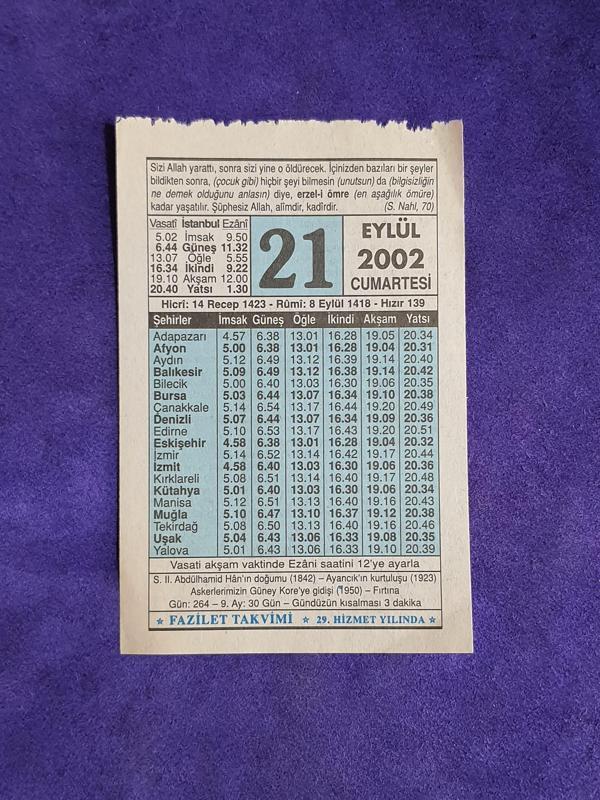 Sizi Allah yarattı, sonra sizi yine o öldürecek. İçinizden bazıları bir şeyler
bildikten sonra, (çocuk gibi) hiçbir şeyi bilmesin (unutsun) da (bilgisizliğin
ne demek olduğunu anlasın) diye, erzel-i ömre (en aşağılık ömüre)
kadar yaşatılır. Şüphesiz Allah, alîmdir, kadîrdir. (S. Nahl, 70)
Vasatî İstanbul Ezânî
5.02 İmsak 9.50
6.44 Güneş 11.32
13.07 Öğle 5.55
16.34 İkindi 9.22
19.10 Akşam 12.00
20.40 Yatsı 1.30
21
EYLÜL
2002
CUMARTESİ
Hicrî: 14 Recep 1423 - Rûmî: 8 Eylül 1418 - Hızır 139
Şehirler İmsak Güneş Öğle İkindi Akşam Yatsı
Adapazarı 4.57 6.38 13.01 16.28 19.05 20.34
Afyon 5.00 6.38 13.01 16.28 19.04 20.31
Aydın 5.12 6.49 13.12 16.39 19.14 20.40
Balıkesir 5.09 6.49 13.12 16.38 19.14 20.42
Bilecik 5.00 6.40 13.03 16.30 19.06 20.35
Bursa 5.03 6.44 13.07 16.34 19.10 20.38
Çanakkale 5.14 6.54 13.17 16.44 19.20 20.49
Denizli 5.07 6.44 13.07 16.34 19.09 20.36
Edirne 5.10 6.53 13.17 16.43 19.20 20.51
Eskişehir 4.58 6.38 13.01 16.28 19.04 20.32
İzmir 5.14 6.52 13.14 16.42 19.17 20.44
İzmit 4.58 6.40 13.03 16.30 19.06 20.36
Kırklareli 5.08 6.51 13.14 16.40 19.17 20.48
Kütahya 5.01 6.40 13.03 16.30 19.06 20.34
Manisa 5.12 6.51 13.13 16.40 19.16 20.43
Muğla 5.10 6.47 13.10 16.37 19.12 20.38
Tekirdağ 5.08 6.50 13.13 16.40 19.16 20.46
Uşak 5.04 6.43 13.06 16.33 19.08 20.35
Yalova 5.01 6.43 13.06 16.33 19.10 20.39
Vasati akşam vaktinde Ezâni saatini 12'ye ayarla
S. II. Abdülhamid Hân'ın doğumu (1842) – Ayancık'ın kurtuluşu (1923)
Askerlerimizin Güney Kore'ye gidişi (1950) – Fırtına
Gün: 264 – 9. Ay: 30 Gün – Gündüzün kısalması 3 dakika
★ FAZİLET TAKVİMİ ★ 29. HİZMET YILINDA ★